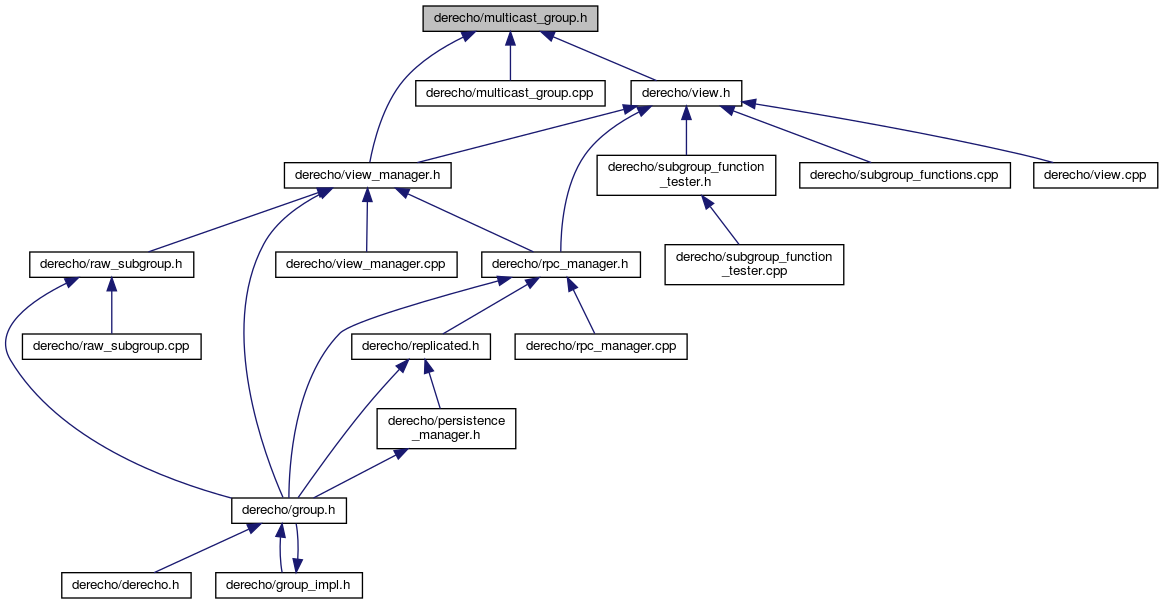 derecho/multicast_group.h
derecho/multicast_group.cpp
derecho/view.h
derecho/view_manager.h
derecho/subgroup_function
_tester.h
derecho/subgroup_functions.cpp
derecho/view.cpp
derecho/raw_subgroup.h
derecho/view_manager.cpp
derecho/rpc_manager.h
derecho/subgroup_function
_tester.cpp
derecho/raw_subgroup.cpp
derecho/replicated.h
derecho/rpc_manager.cpp
derecho/persistence
_manager.h
derecho/group.h
derecho/derecho.h
derecho/group_impl.h